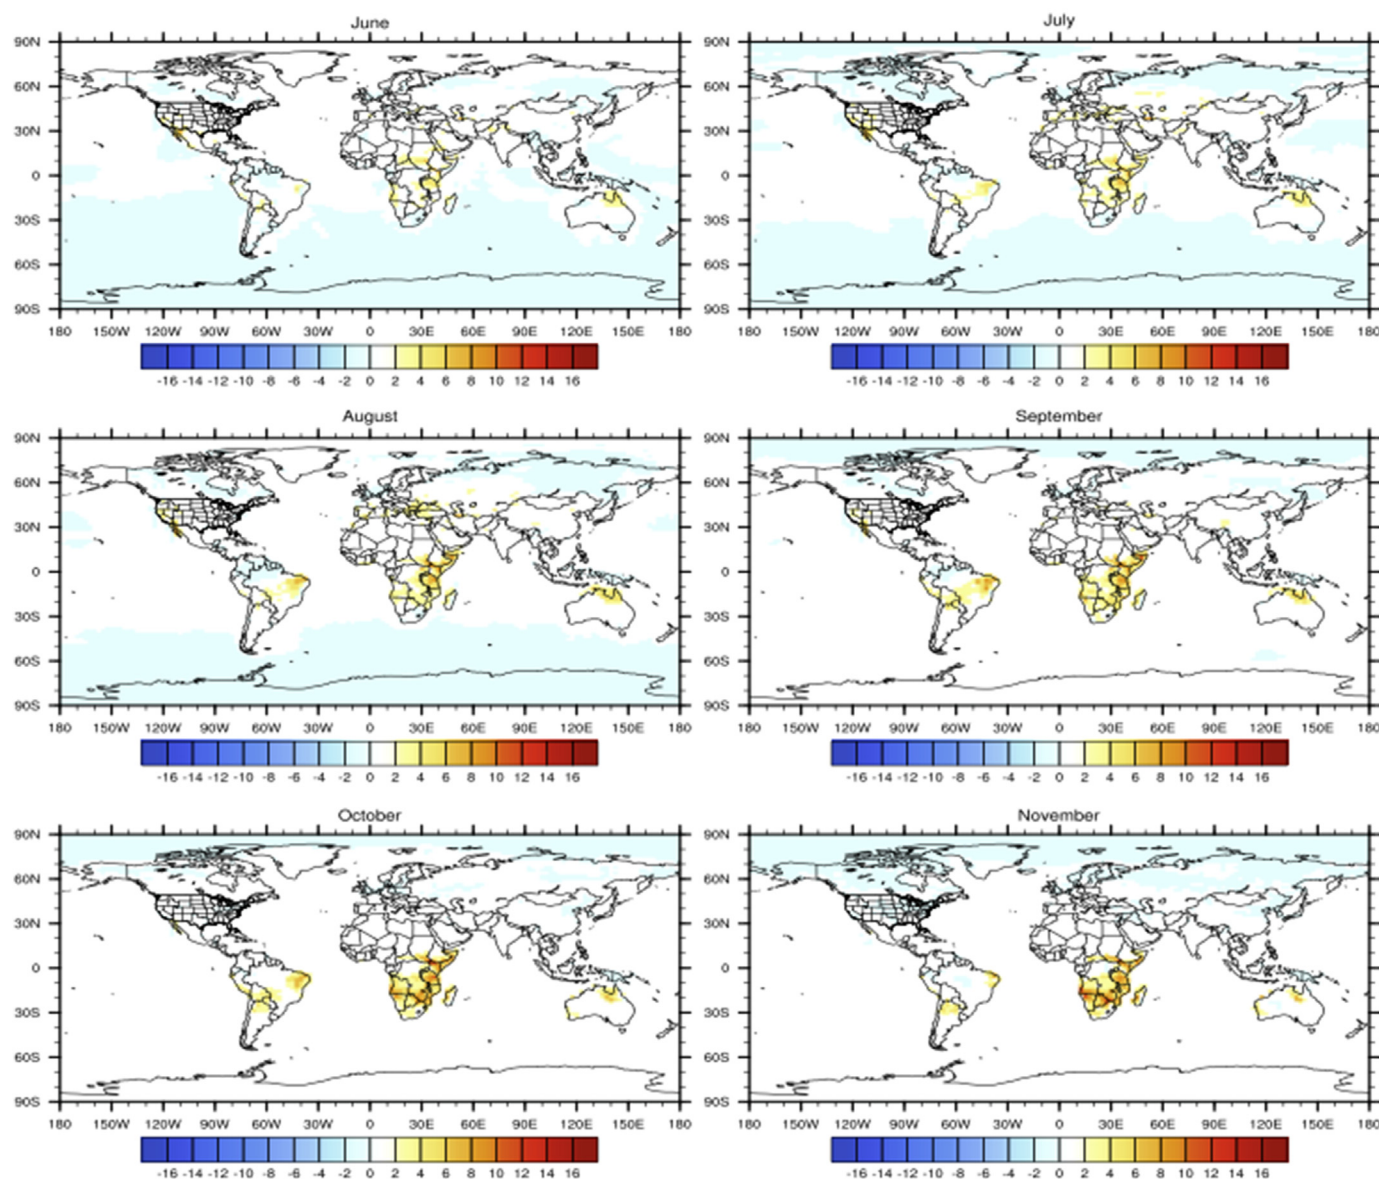 June
July
90N
60N
30N
0
30S
60S
90S
180 150W 120W 90W 60W 30W 0 30E 60E 90E 120E 150E 180
-16 -14 -12 -10 -8 -6 -4 -2 0 2 4 6 8 10 12 14 16
90N
60N
30N
0
30S
60S
90S
180 150W 120W 90W 60W 30W 0 30E 60E 90E 120E 150E 180
-16 -14 -12 -10 -8 -6 -4 -2 0 2 4 6 8 10 12 14 16
August
September
90N
60N
30N
0
30S
60S
90S
180 150W 120W 90W 60W 30W 0 30E 60E 90E 120E 150E 180
-16 -14 -12 -10 -8 -6 -4 -2 0 2 4 6 8 10 12 14 16
90N
60N
30N
0
30S
60S
90S
180 150W 120W 90W 60W 30W 0 30E 60E 90E 120E 150E 180
-16 -14 -12 -10 -8 -6 -4 -2 0 2 4 6 8 10 12 14 16
October
November
90N
60N
30N
0
30S
60S
90S
180 150W 120W 90W 60W 30W 0 30E 60E 90E 120E 150E 180
-16 -14 -12 -10 -8 -6 -4 -2 0 2 4 6 8 10 12 14 16
90N
60N
30N
0
30S
60S
90S
180 150W 120W 90W 60W 30W 0 30E 60E 90E 120E 150E 180
-16 -14 -12 -10 -8 -6 -4 -2 0 2 4 6 8 10 12 14 16